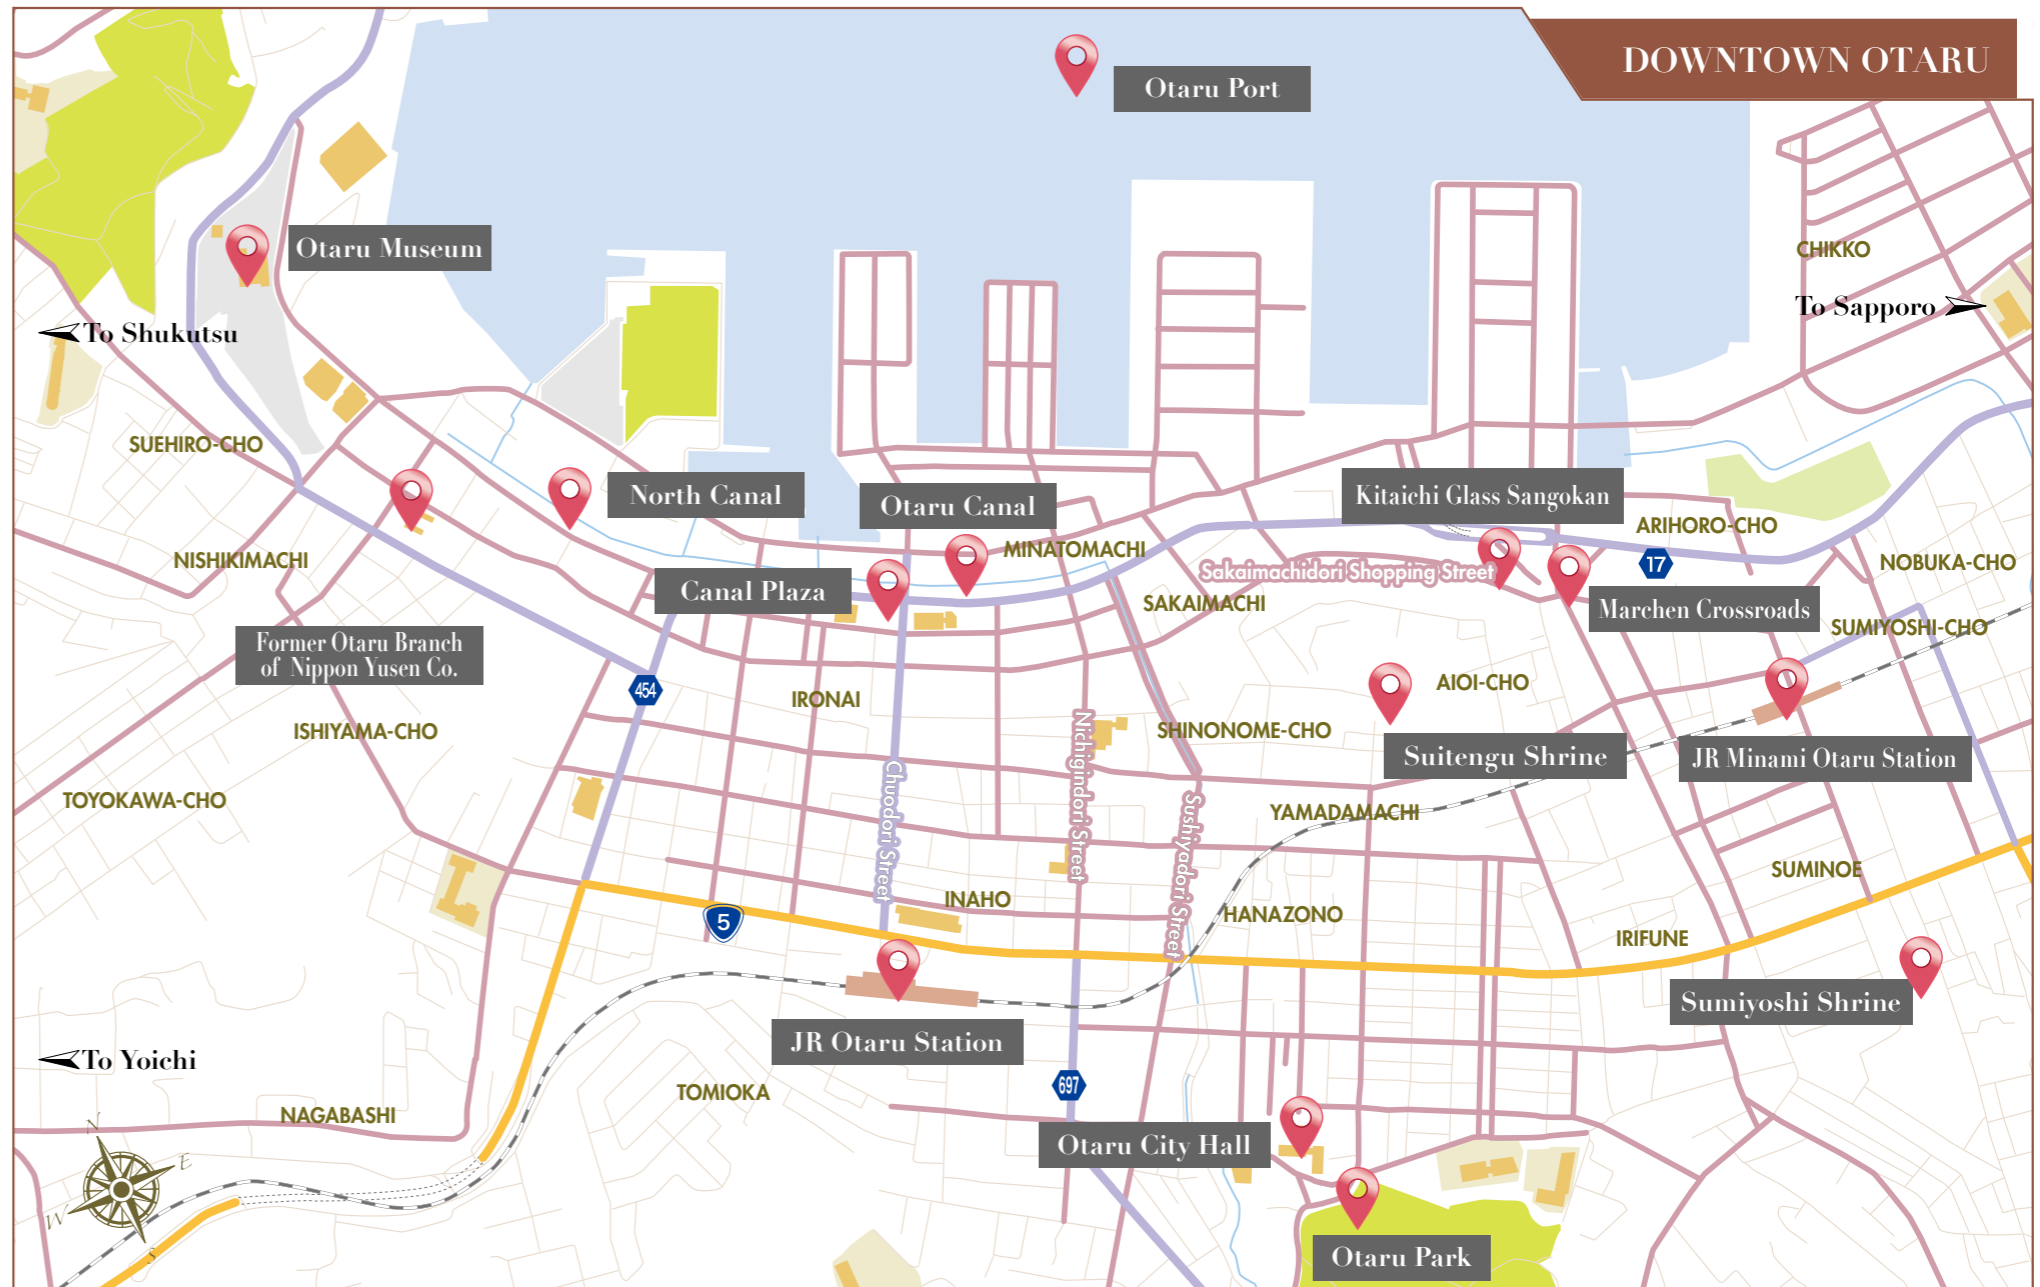 DOWNTOWN OTARU
Otaru Port
Otaru Museum
CHIKKO
To Sapporo
To Shukutsu
SUEHIRO-CHO
North Canal
Otaru Canal
Kitaichi Glass Sangokan
ARIHORO-CHO
NISHIKIMACHI
MINATOMACHI
Sakaimachidori Shopping Street
17
NOBUKA-CHO
Canal Plaza
SAKAIMACHI
Marchen Crossroads
SUMIYOSHI-CHO
Former Otaru Branch
of Nippon Yusen Co.
454
IRONAI
AIOI-CHO
ISHIYAMA-CHO
SHINONOME-CHO
Suitengu Shrine
JR Minami Otaru Station
TOYOKAWA-CHO
Chuodori Street
Nichigindori Street
Sushiyadori Street
YAMADAMACHI
SUMINOE
INAHO
5
HANAZONO
IRIFUNE
Sumiyoshi Shrine
JR Otaru Station
To Yoichi
TOMIOKA
697
NAGABASHI
Otaru City Hall
N
E
W
S
Otaru Park